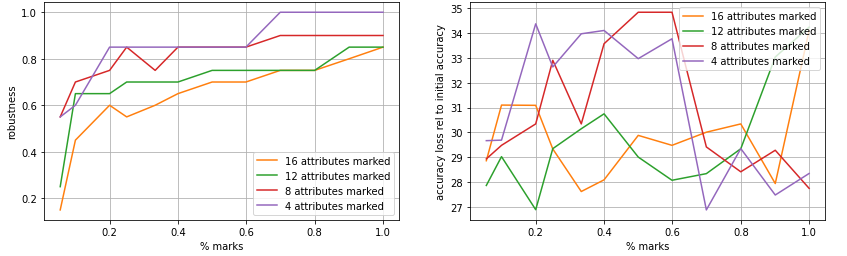 1.0
0.8
0.6
0.4
0.2
robustness
0.2
0.4
0.6
0.8
1.0
% marks
16 attributes marked
12 attributes marked
8 attributes marked
4 attributes marked
35
34
33
32
31
30
29
28
27
accuracy loss rel to initial accuracy
0.2
0.4
0.6
0.8
1.0
% marks
16 attributes marked
12 attributes marked
8 attributes marked
4 attributes marked